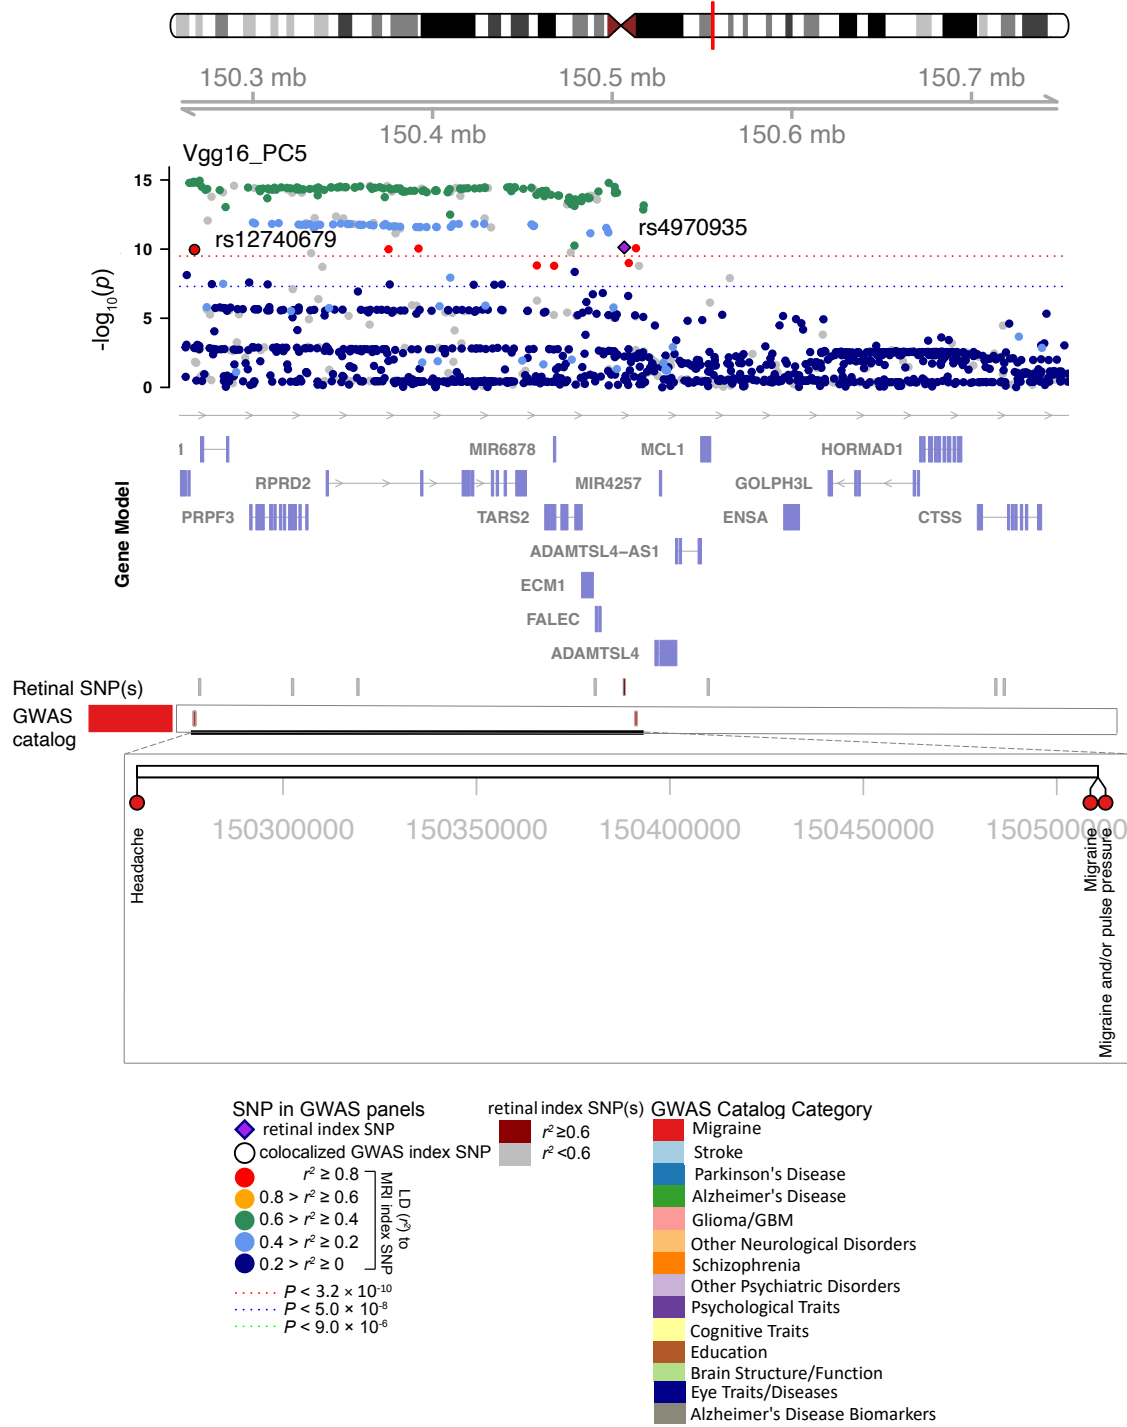 150.3 mb
150.5 mb
150.7 mb
150.4 mb
150.6 mb
Vgg16_PC5
15
10
5
0
-log10(p)
rs12740679
rs4970935
Gene Model
1
MIR6878
MCL1
HORMAD1
RPRD2
MIR4257
GOLPH3L
PRPF3
TARS2
ENSA
CTSS
ADAMTSL4-AS1
ECM1
FALEC
ADAMTSL4
Retinal SNP(s)
GWAS
catalog
150300000
150350000
150400000
150450000
150500000
Headache
Migraine
Migraine and/or pulse pressure
SNP in GWAS panels
retinal index SNP
colocalized GWAS index SNP
r² ≥ 0.8
0.8 > r² ≥ 0.6
0.6 > r² ≥ 0.4
0.4 > r² ≥ 0.2
0.2 > r² ≥ 0
LD (r²) to
MRI index SNP
P < 3.2 × 10⁻¹⁰
P < 5.0 × 10⁻⁸
P < 9.0 × 10⁻⁶
retinal index SNP(s)
r² ≥0.6
r² <0.6
GWAS Catalog Category
Migraine
Stroke
Parkinson's Disease
Alzheimer's Disease
Glioma/GBM
Other Neurological Disorders
Schizophrenia
Other Psychiatric Disorders
Psychological Traits
Cognitive Traits
Education
Brain Structure/Function
Eye Traits/Diseases
Alzheimer's Disease Biomarkers